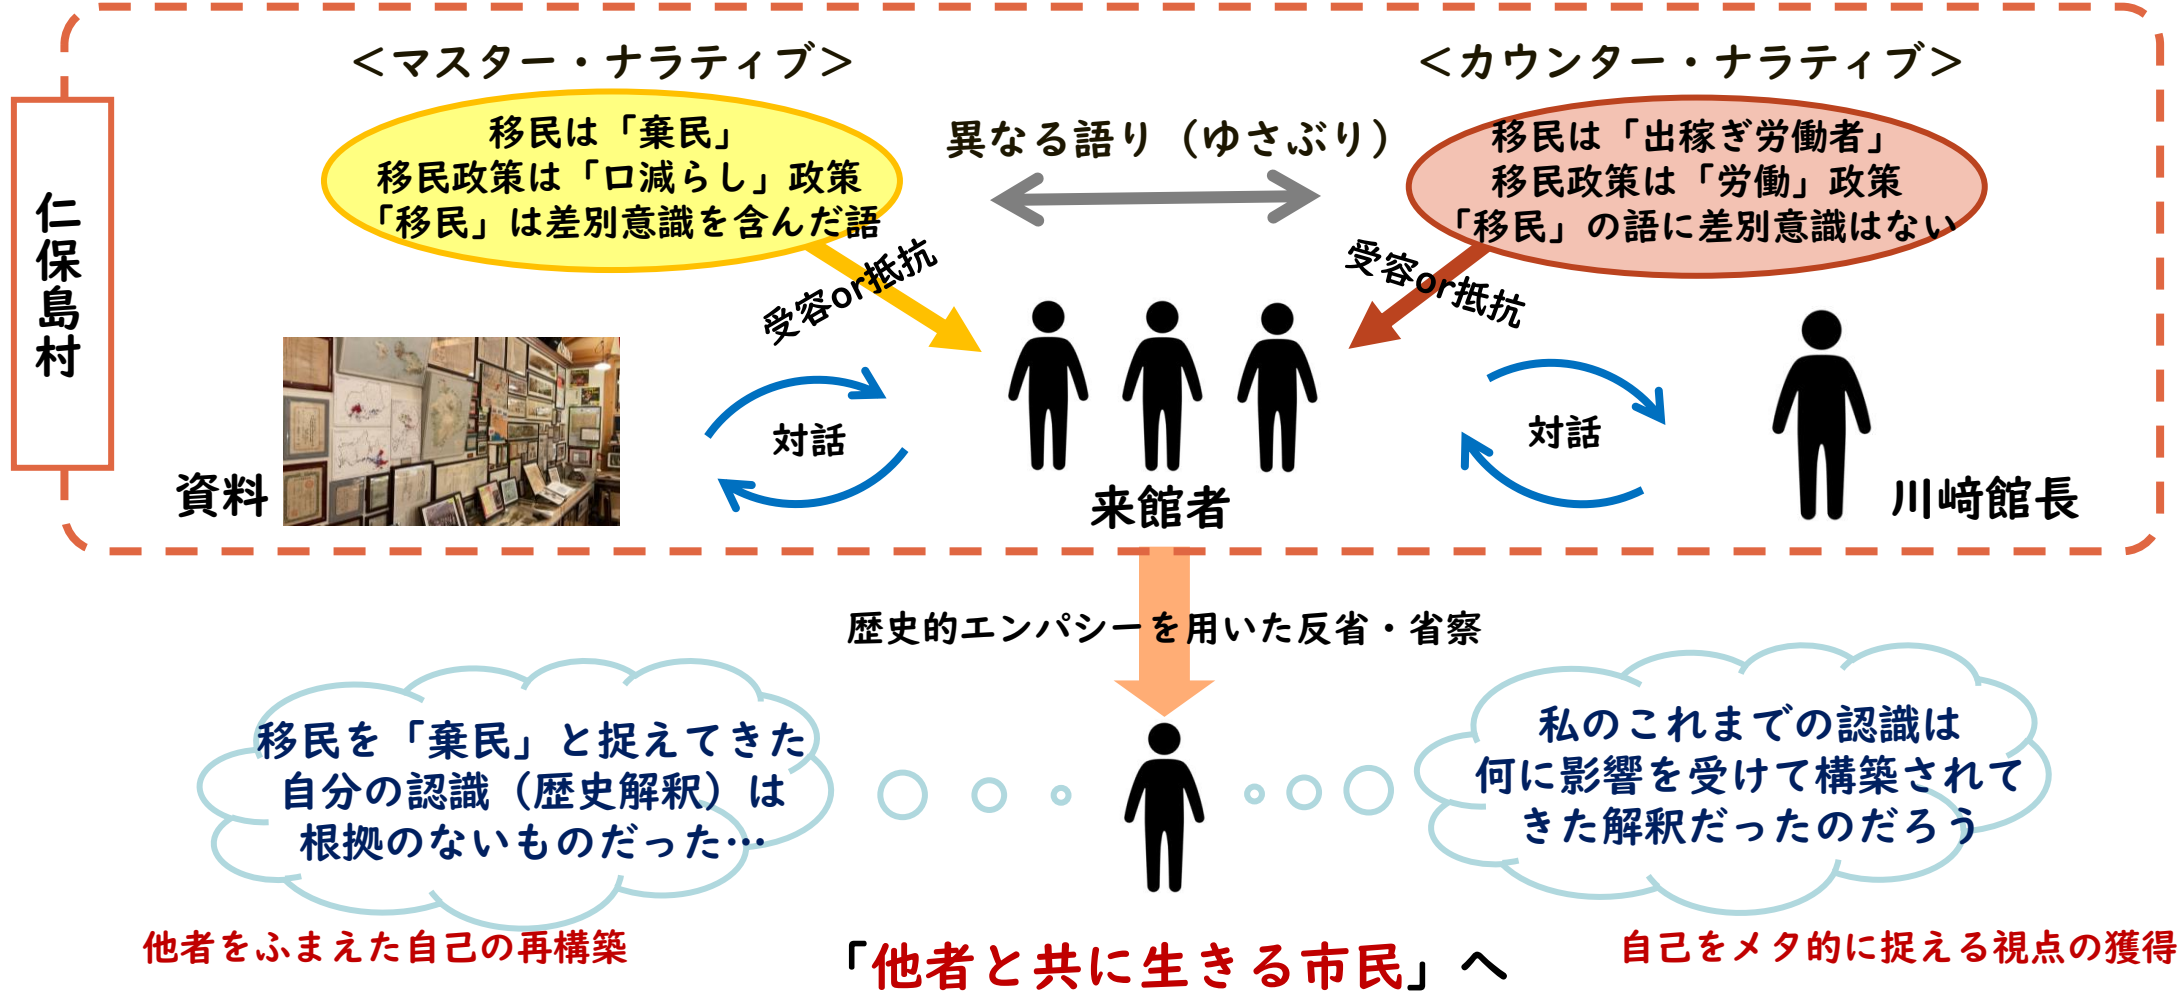 ＜マスター・ナラティブ＞
＜カウンター・ナラティブ＞
移民は「棄民」
移民政策は「口減らし」政策
「移民」は差別意識を含んだ語
異なる語り（ゆさぶり）
移民は「出稼ぎ労働者」
移民政策は「労働」政策
「移民」の語に差別意識はない
仁保島村
受容or抵抗
受容or抵抗
対話
対話
資料
来館者
川﨑館長
歴史的エンパシーを用いた反省・省察
移民を「棄民」と捉えてきた
自分の認識（歴史解釈）は
根拠のないものだった…
私のこれまでの認識は
何に影響を受けて構築されて
きた解釈だったのだろう
他者をふまえた自己の再構築
「他者と共に生きる市民」へ
自己をメタ的に捉える視点の獲得